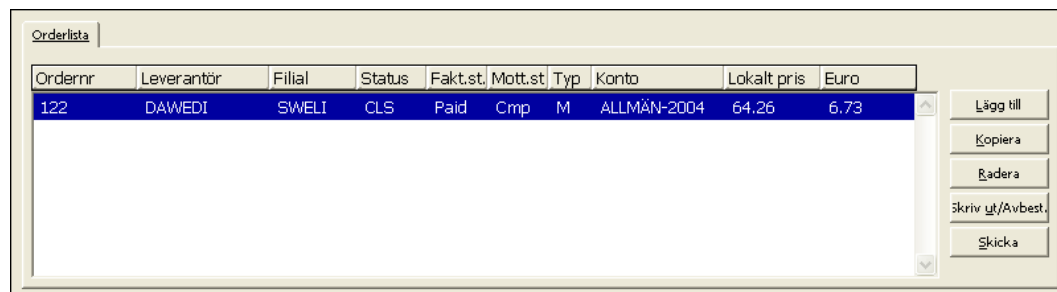 Orderlista
Ordernr Leverantör Filial Status Fakt.st. Mott.st Typ Konto Lokalt pris Euro
122 DAWEDI SWELI CLS Paid Cmp M ALLMÄN-2004 64.26 6.73
Lägg till
Kopiera
Radera
Skriv ut/Avbest.
Skicka